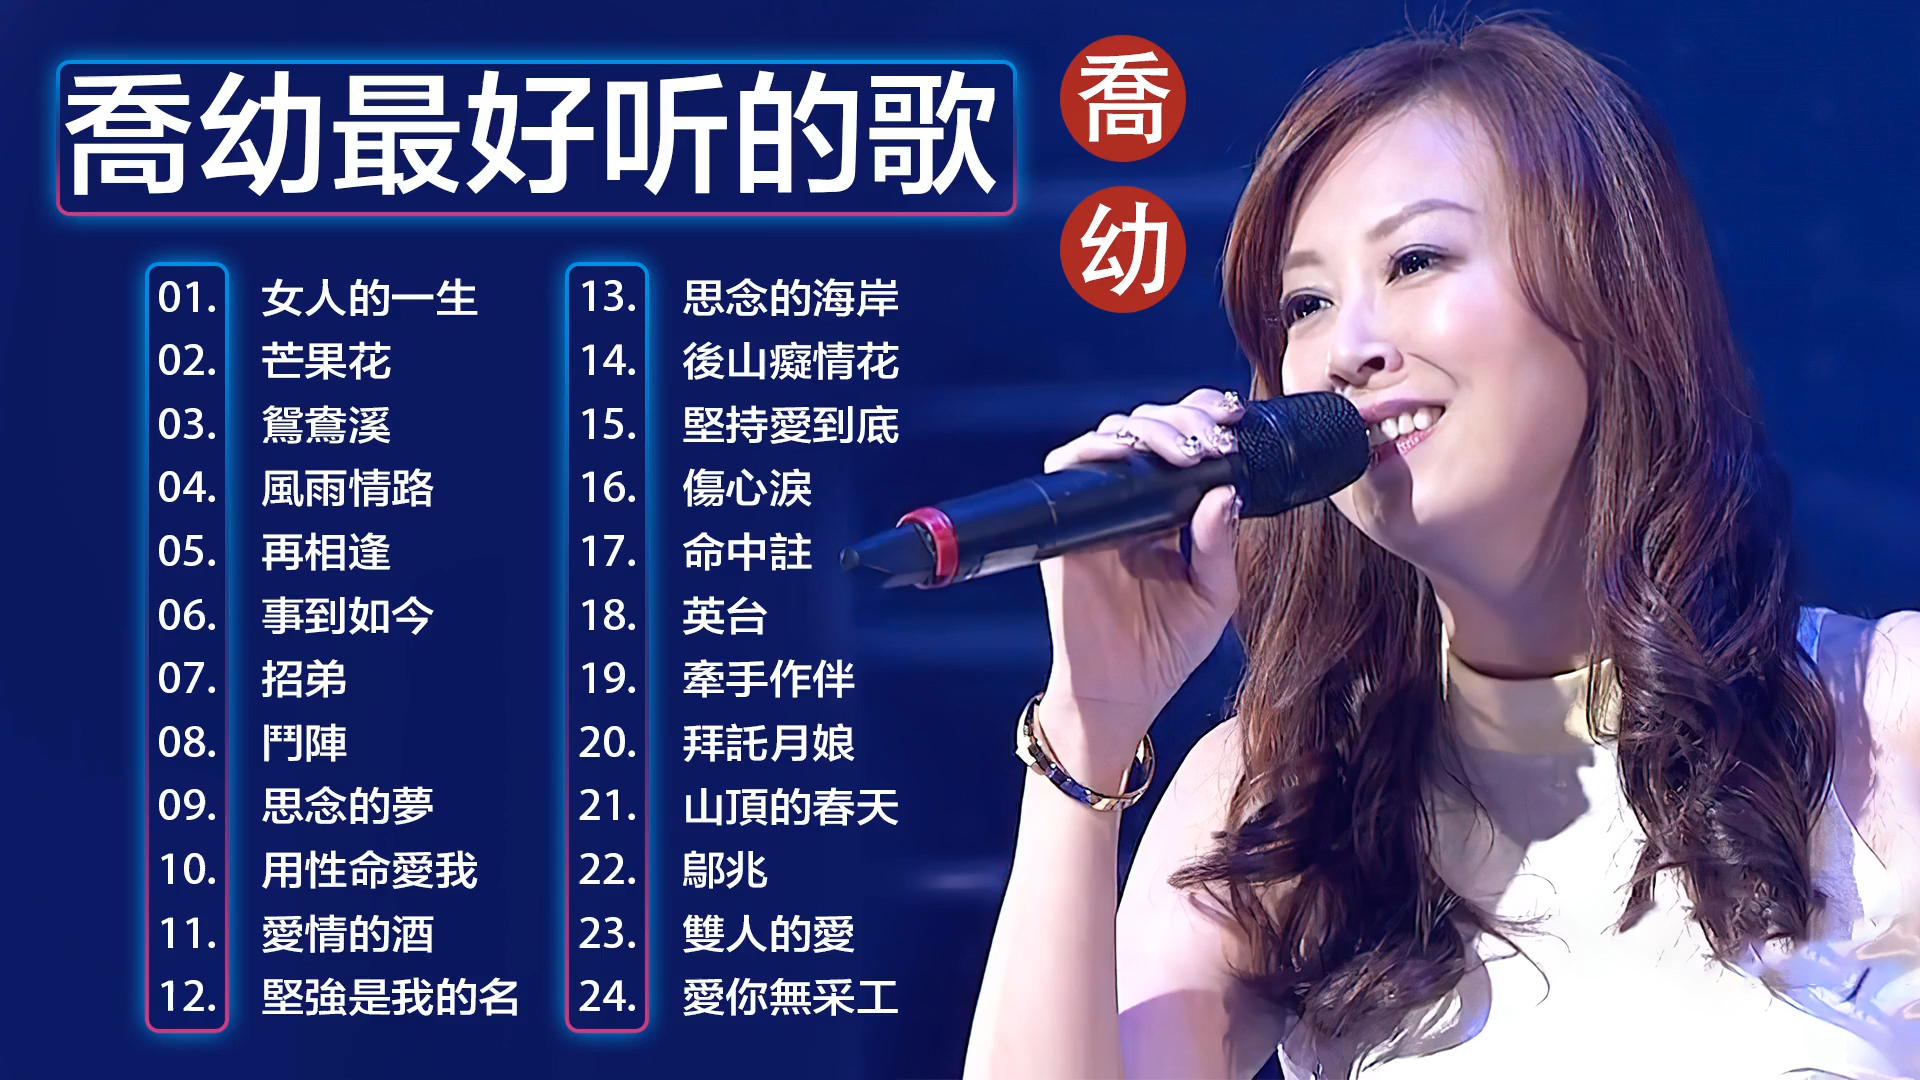 喬幼最好听的歌
喬
幼
01. 女人的一生
02. 芒果花
03. 鴛鴦溪
04. 風雨情路
05. 再相逢
06. 事到如今
07. 招弟
08. 鬥陣
09. 思念的夢
10. 用性命愛我
11. 愛情的酒
12. 堅強是我的名
13. 思念的海岸
14. 後山癡情花
15. 堅持愛到底
16. 傷心淚
17. 命中註
18. 英台
19. 牽手作伴
20. 拜託月娘
21. 山頂的春天
22. 鄔兆
23. 雙人的愛
24. 愛你無采工